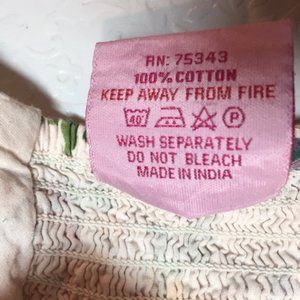 RN: 75343
100% COTTON
KEEP AWAY FROM FIRE
40° P
WASH SEPARATELY
DO NOT BLEACH
MADE IN INDIA